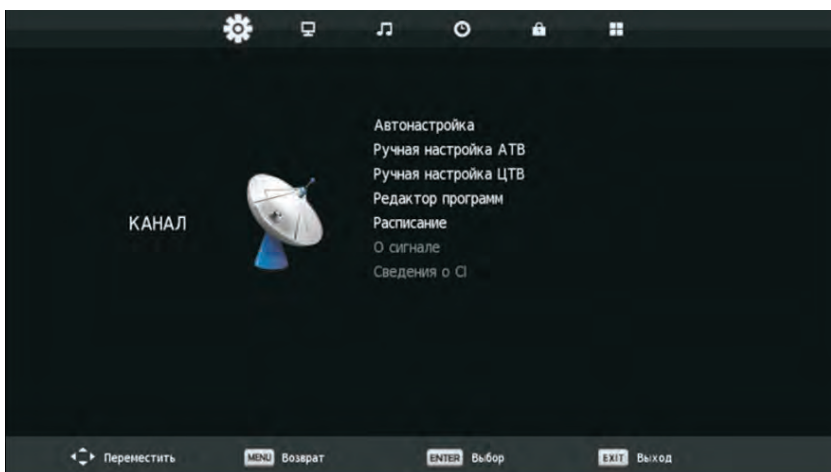 Автонастройка
Ручная настройка АТВ
Ручная настройка ЦТВ
Редактор программ
КАНАЛ
Расписание
О сигнале
Сведения о CI
Переместить
MENU Возврат
ENTER Выбор
EXIT Выход